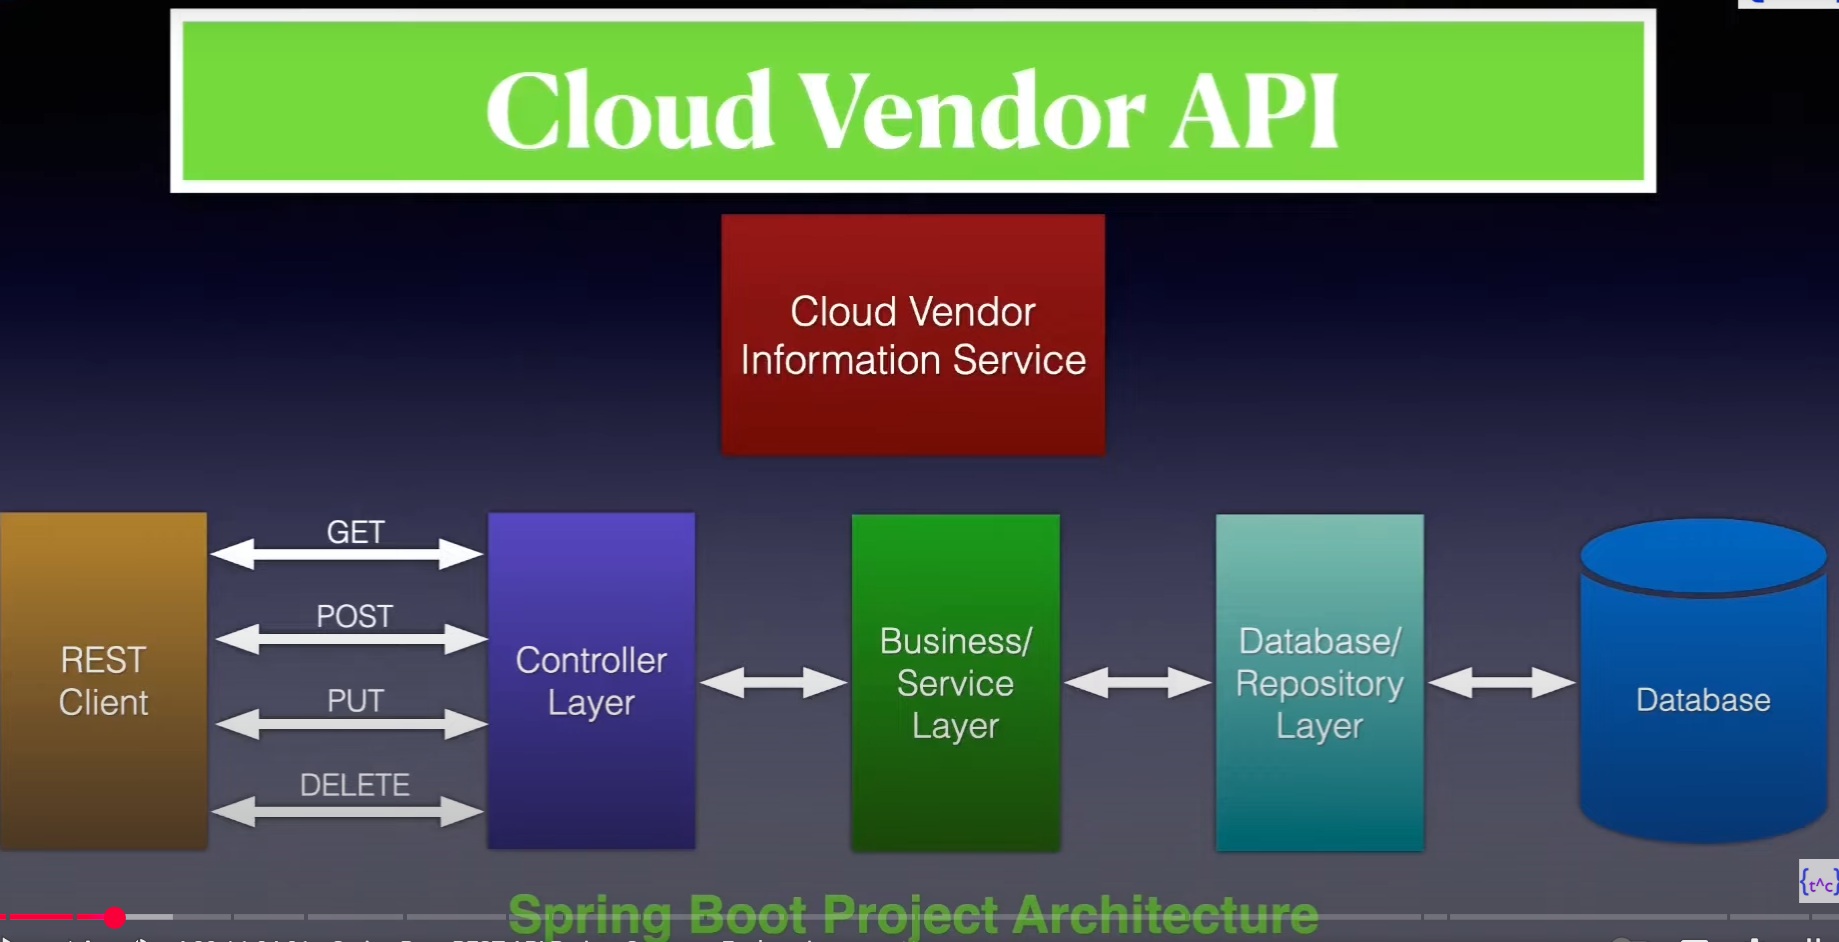 Cloud Vendor API
Cloud Vendor
Information Service
REST
Client
GET
POST
PUT
DELETE
Controller
Layer
Business/
Service
Layer
Database/
Repository
Layer
Database
{t^c}
Spring Boot Project Architecture